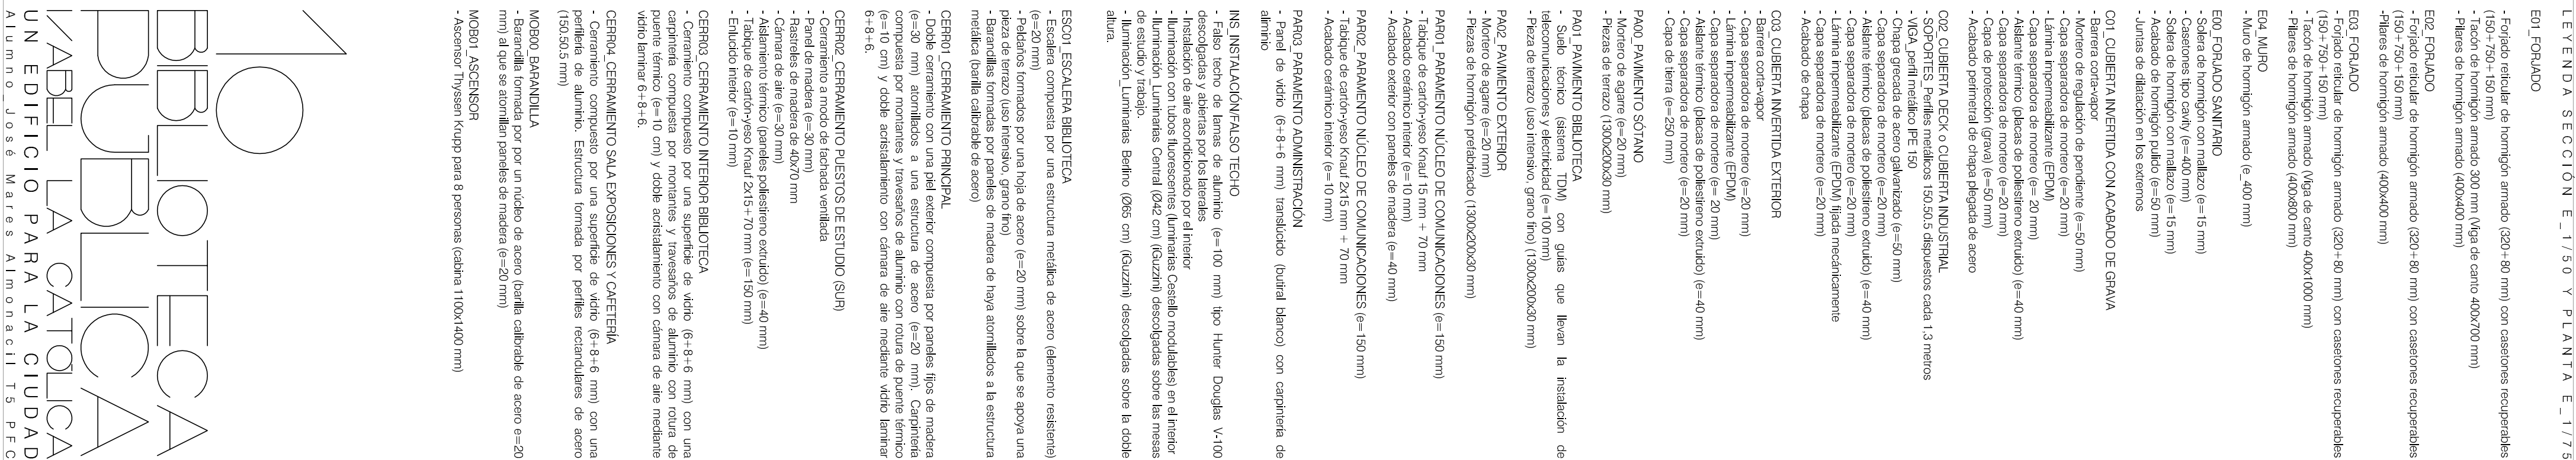 LEYENDA SECCIÓN E_1/50 Y PLANTA E_1/75
E01_FORJADO
- Forjado reticular de hormigón armado (320+80 mm) con casetones recuperables
(150+750+150 mm)
- Tacón de hormigón armado 300 mm (Viga de canto 400x700 mm)
- Pillares de hormigón armado (400x400 mm)
E02_FORJADO
- Forjado reticular de hormigón armado (320+80 mm) con casetones recuperables
(150+750+150 mm)
-Pillares de hormigón armado (400x400 mm)
E03_FORJADO
- Forjado reticular de hormigón armado (320+80 mm) con casetones recuperables
(150+750+150 mm)
- Tacón de hormigón armado (Viga de canto 400x1000 mm)
- Pillares de hormigón armado (400x800 mm)
E04_MURO
- Muro de hormigón armado (e_400 mm)
E00_FORJADO SANITARIO
- Solera de hormigón con mallazo (e=15 mm)
- Casetones tipo cavity (e=400 mm)
- Solera de hormigón con mallazo (e=15 mm)
- Acabado de hormigón pulido (e=50 mm)
- Juntas de dilatación en los extremos
C01_CUBIERTA INVERTIDA CON ACABADO DE GRAVA
- Barrera corta-vapor
- Mortero de regulación de pendiente (e=50 mm)
- Capa separadora de mortero (e=20 mm)
- Lámina impermeabilizante (EPDM)
- Capa separadora de mortero (e= 20 mm)
- Aislante térmico (placas de poliestireno extruido) (e=40 mm)
- Capa separadora de mortero (e=20 mm)
- Capa de protección (grava) (e=50 mm)
- Acabado perimetral de chapa plegada de acero
C02_CUBIERTA DECK o CUBIERTA INDUSTRIAL
- SOPORTES_Perfiles metálicos 150.50.5 dispuestos cada 1,3 metros
- VIGA_perfil metálico IPE 150
- Chapa grecada de acero galvanizado (e=50 mm)
- Capa separadora de mortero (e=20 mm)
- Aislante térmico (placas de poliestireno extruido) (e=40 mm)
- Capa separadora de mortero (e=20 mm)
- Lámina impermeabilizante (EPDM) fijada mecánicamente
- Capa separadora de mortero (e=20 mm)
- Acabado de chapa
C03_CUBIERTA INVERTIDA EXTERIOR
- Barrera corta-vapor
- Capa separadora de mortero (e=20 mm)
- Lámina impermeabilizante (EPDM)
- Capa separadora de mortero (e= 20 mm)
- Aislante térmico (placas de poliestireno extruido) (e=40 mm)
- Capa separadora de mortero (e=20 mm)
- Capa de tierra (e=250 mm)
PA00_PAVIMENTO SÓTANO
- Mortero de agarre (e=20 mm)
- Piezas de terrazo (1300x200x30 mm)
PA01_PAVIMENTO BIBLIOTECA
- Suelo técnico (sistema TDM) con guías que llevan la instalación de
telecomunicaciones y electricidad (e=100 mm)
- Pieza de terrazo (uso intensivo, grano fino) (1300x200x30 mm)
PA02_PAVIMENTO EXTERIOR
- Mortero de agarre (e=20 mm)
- Piezas de hormigón prefabricado (1300x200x30 mm)
PAR01_PARAMENTO NÚCLEO DE COMUNICACIONES (e=150 mm)
- Tabique de cartón-yeso Knauf 15 mm + 70 mm
- Acabado cerámico interior (e=10 mm)
- Acabado exterior con paneles de madera (e=40 mm)
PAR02_PARAMENTO NÚCLEO DE COMUNICACIONES (e=150 mm)
- Tabique de cartón-yeso Knauf 2x15 mm + 70 mm
- Acabado cerámico interior (e=10 mm)
PAR03_PARAMENTO ADMINISTRACIÓN
- Panel de vidrio (6+8+6 mm) translúcido (butiral blanco) con carpintería de
aliminio
INS_INSTALACIÓN/FALSO TECHO
- Falso techo de lamas de aluminio (e=100 mm) tipo Hunter Douglas V-100
descolgadas y abiertas por los laterales
- Instalación de aire acondicionado por el interior
- Iluminación con tubos fluorescentes (luminarias Castello modulables) en el interior
- Iluminación_Luminarias Central (Ø42 cm) (iGuzzini) descolgadas sobre las mesas
de estudio y trabajo.
- Iluminación_Luminarias Berlino (Ø65 cm) (iGuzzini) descolgadas sobre la doble
altura.
ESC01_ESCALERA BIBLIOTECA
- Escalera compuesta por una estructura metálica de acero (elemento resistente)
(e=20 mm)
- Peldaños formados por una hoja de acero (e=20 mm) sobre la que se apoya una
pieza de terrazo (uso intensivo, grano fino)
- Barandillas formadas por paneles de madera de haya atornillados a la estructura
metálica (barilla calibrable de acero)
CERR01_CERRAMIENTO PRINCIPAL
- Doble cerramiento con una piel exterior compuesta por paneles fijos de madera
(e=30 mm) atornillados a una estructura de acero (e=20 mm). Carpintería
compuesta por montantes y travesaños de aluminio con rotura de puente térmico
(e=10 cm) y doble acristalamiento con cámara de aire mediante vidrio laminar
6+8+6.
CERR02_CERRAMIENTO PUESTOS DE ESTUDIO (SUR)
- Cerramiento a modo de fachada ventilada
- Panel de madera (e=30 mm)
- Rastreles de madera de 40x70 mm
- Cámara de aire (e=30 mm)
- Aislamiento térmico (paneles poliestireno extruido) (e=40 mm)
- Tabique de cartón-yeso Knauf 2x15+70 mm (e=150 mm)
- Enlucido interior (e=10 mm)
CERR03_CERRAMIENTO INTERIOR BIBLIOTECA
- Cerramiento compuesto por una superficie de vidrio (6+8+6 mm) con una
carpintería compuesta por montantes y travesaños de aluminio con rotura de
puente térmico (e=10 cm) y doble acristalamiento con cámara de aire mediante
vidrio laminar 6+8+6.
CERR04_CERRAMIENTO SALA EXPOSICIONES Y CAFETERÍA
- Cerramiento compuesto por una superficie de vidrio (6+8+6 mm) con una
perfilería de aluminio. Estructura formada por perfiles rectandulares de acero
(150.50.5 mm)
MOB00_BARANDILLA
- Barandilla formada por por un núcleo de acero (barilla calibrable de acero e=20
mm) al que se atornillan paneles de madera (e=20 mm)
MOB01_ASCENSOR
- Ascensor Thyssen Krupp para 8 personas (cabina 1100x1400 mm)
10
BIBLIOTECA
PUBLICA
YABEL LA CATOLICA
UN EDIFICIO PARA LA CIUDAD
Alumno_José Mares Almonacil T5 PFC